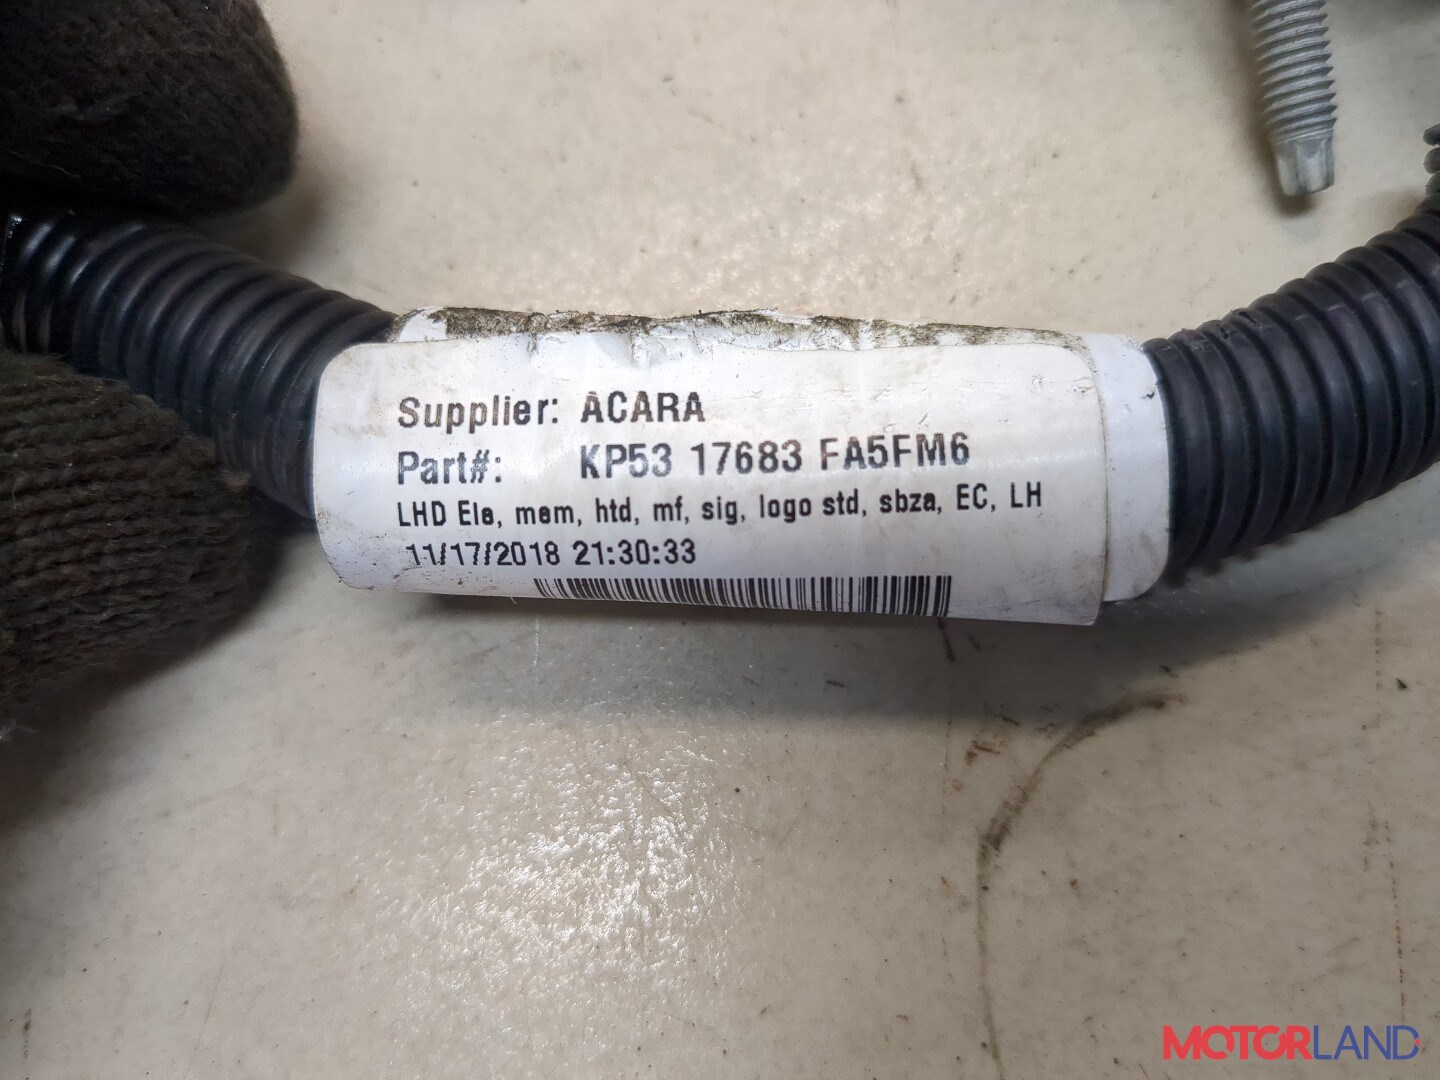 Supplier: ACARA
Part#: KP53 17683 FA5FM6
LHD Ele, mem, htd, mf, sig, logo std, sbza, EC, LH
11/17/2018 21:30:33
MOTORLAND